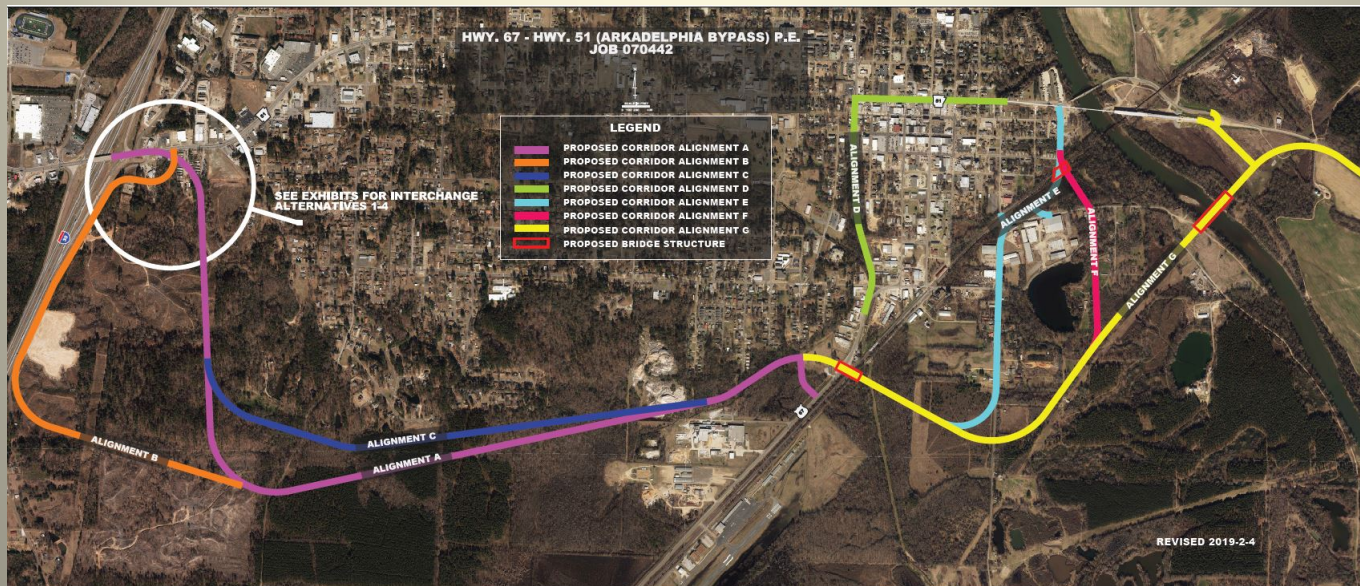 HWY. 67 - HWY. 51 (ARKADELPHIA BYPASS) P.E.
JOB 070442
LEGEND
PROPOSED CORRIDOR ALIGNMENT A
PROPOSED CORRIDOR ALIGNMENT B
PROPOSED CORRIDOR ALIGNMENT C
PROPOSED CORRIDOR ALIGNMENT D
PROPOSED CORRIDOR ALIGNMENT E
PROPOSED CORRIDOR ALIGNMENT F
PROPOSED CORRIDOR ALIGNMENT G
PROPOSED BRIDGE STRUCTURE
SEE EXHIBITS FOR INTERCHANGE
ALTERNATIVES 1-4
ALIGNMENT D
ALIGNMENT E
ALIGNMENT F
ALIGNMENT G
ALIGNMENT C
ALIGNMENT B
ALIGNMENT A
REVISED 2019-2-4